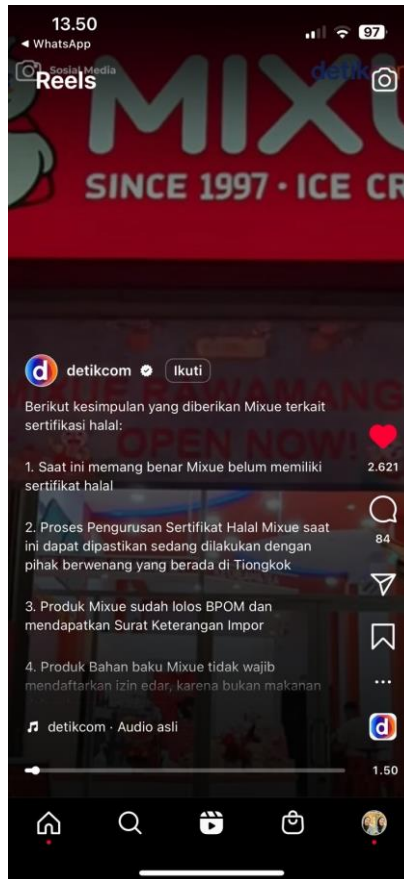 13.50
97
WhatsApp
Sosial Media
Reels
detik
MIXU
SINCE 1997 · ICE CR
detikcom
Ikuti
Berikut kesimpulan yang diberikan Mixue terkait
sertifikasi halal:
1. Saat ini memang benar Mixue belum memiliki
sertifikat halal
2. Proses Pengurusan Sertifikat Halal Mixue saat
ini dapat dipastikan sedang dilakukan dengan
pihak berwenang yang berada di Tiongkok
3. Produk Mixue sudah lolos BPOM dan
mendapatkan Surat Keterangan Impor
4. Produk Bahan baku Mixue tidak wajib
mendaftarkan izin edar, karena bukan makanan
OPEN NOW!
2.621
84
detikcom · Audio asli
d
1.50